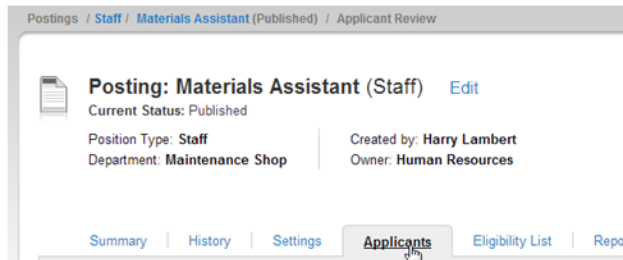 Postings / Staff / Materials Assistant (Published) / Applicant Review
Posting: Materials Assistant (Staff) Edit
Current Status: Published
Position Type: Staff Created by: Harry Lambert
Department: Maintenance Shop Owner: Human Resources
Summary History Settings Applicants Eligibility List Repo